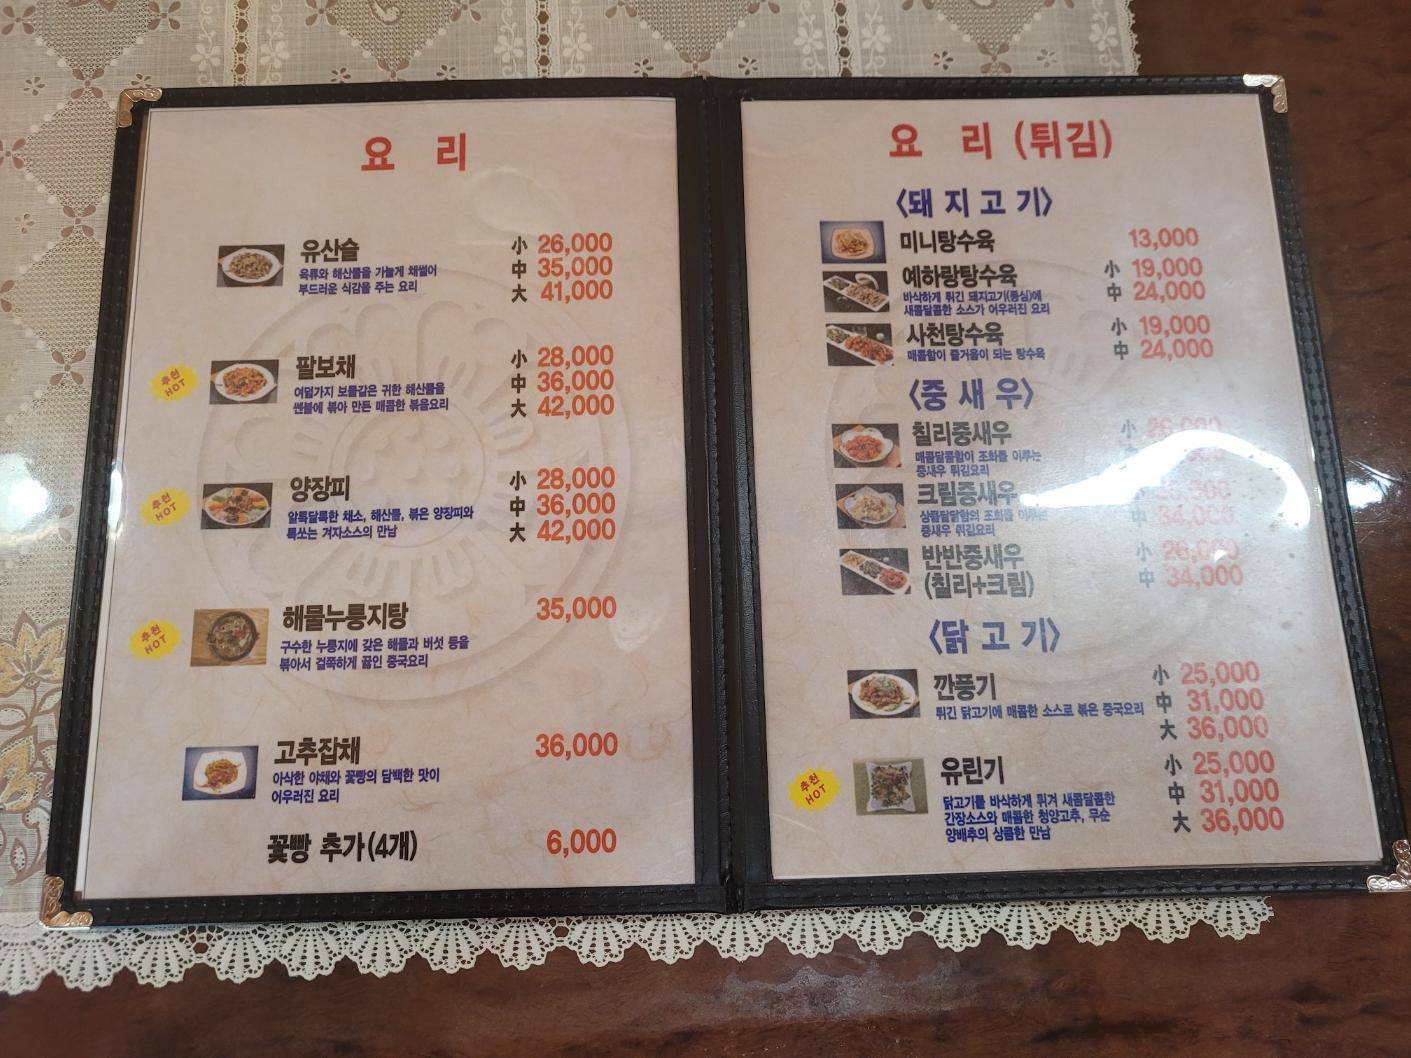 요 리
유산슬
小 26,000
육류와 해산물을 가늘게 채썰어
中 35,000
부드러운 식감을 주는 요리
大 41,000
추천
HOT
팔보채
小 28,000
여덟가지 보물같은 귀한 해산물을
中 36,000
쎈불에 볶아 만든 매콤한 볶음요리
大 42,000
추천
HOT
양장피
小 28,000
알록달록한 채소, 해산물, 볶은 양장피와
中 36,000
톡쏘는 겨자소스의 만남
大 42,000
추천
HOT
해물누룽지탕
35,000
구수한 누룽지에 갖은 해물과 버섯 등을
볶아서 걸쭉하게 끓인 중국요리
고추잡채
36,000
아삭한 야채와 꽃빵의 담백한 맛이
어우러진 요리
꽃빵 추가(4개)
6,000
요 리 (튀김)
<돼지고기>
미니탕수육
13,000
예하랑탕수육
小 19,000
바삭하게 튀긴 돼지고기(등심)에
中 24,000
새콤달콤한 소스가 어우러진 요리
사천탕수육
小 19,000
매콤함이 즐거움이 되는 탕수육
中 24,000
<중새우>
칠리중새우
小 26,000
매콤달콤함이 조화를 이루는
중새우 튀김요리
크림중새우
상콤달달함의 조화를 이루는
34,000
중새우 튀김요리
반반중새우
小 26,000
(칠리+크림)
中 34,000
<닭고기>
깐풍기
小 25,000
튀긴 닭고기에 매콤한 소스로 볶은 중국요리
中 31,000
大 36,000
추천
HOT
유린기
小 25,000
닭고기를 바삭하게 튀겨 새콤달콤한
中 31,000
간장소스와 매콤한 청양고추, 무순
大 36,000
양배추의 상큼한 만남